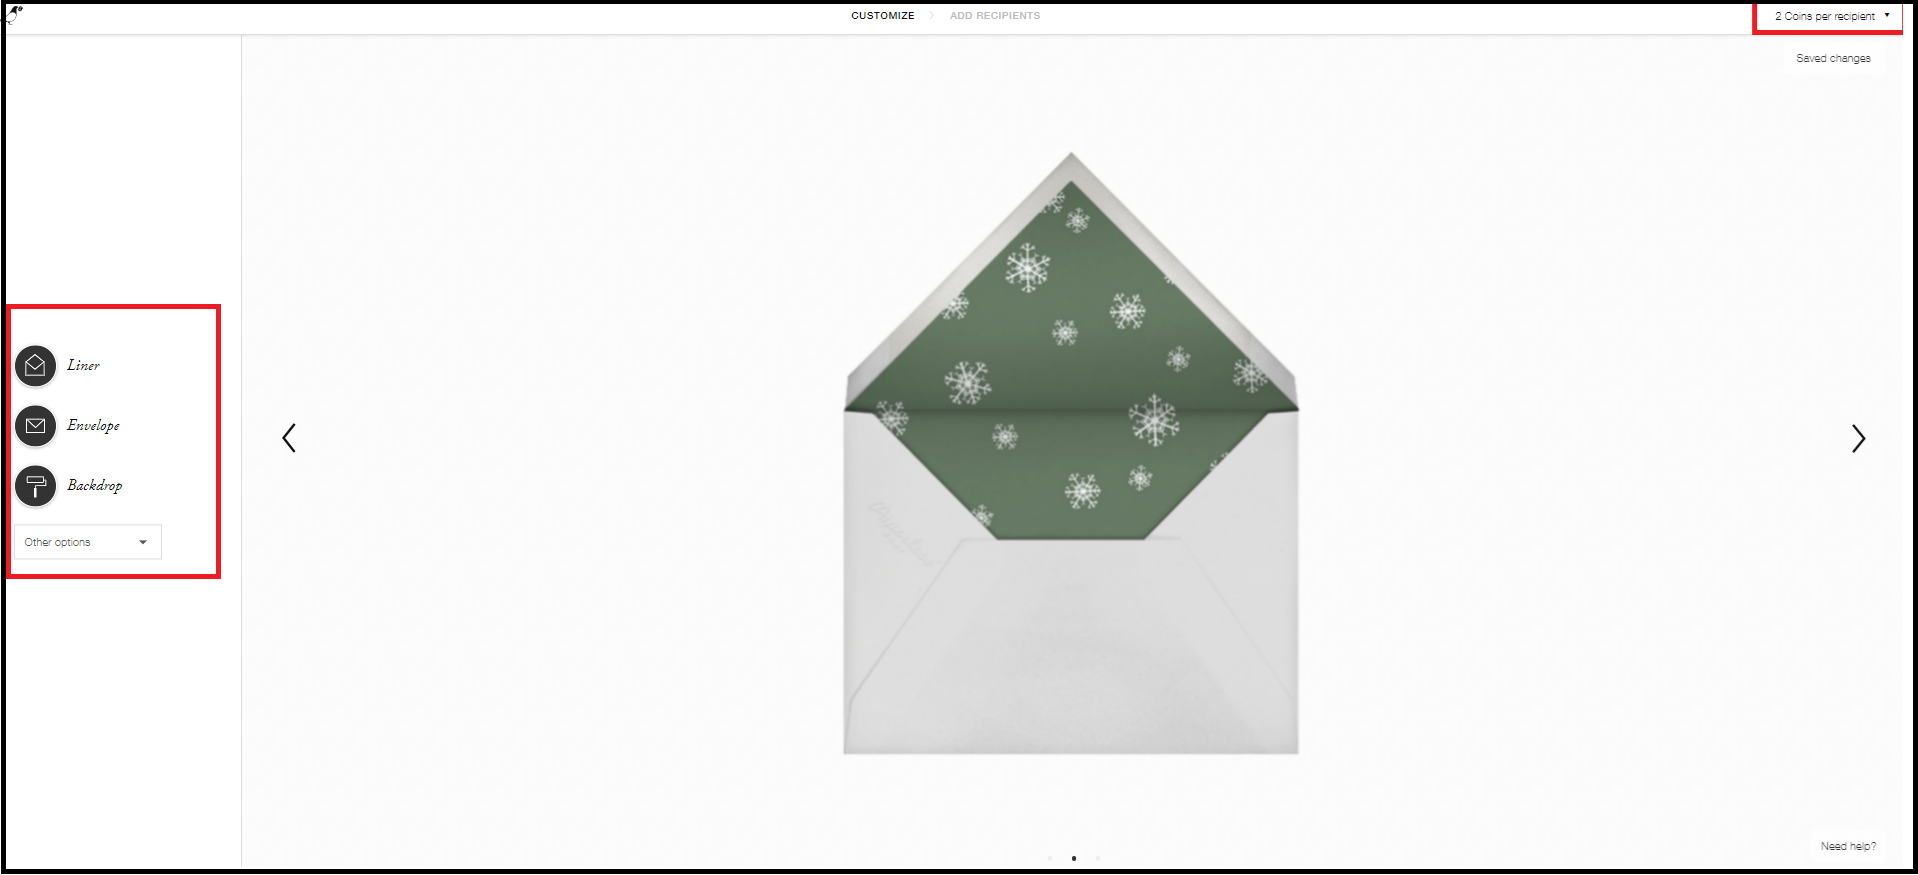 CUSTOMIZE > ADD RECIPIENTS
2 Coins per recipient
Saved changes
Liner
Envelope
Backdrop
Other options
Need help?